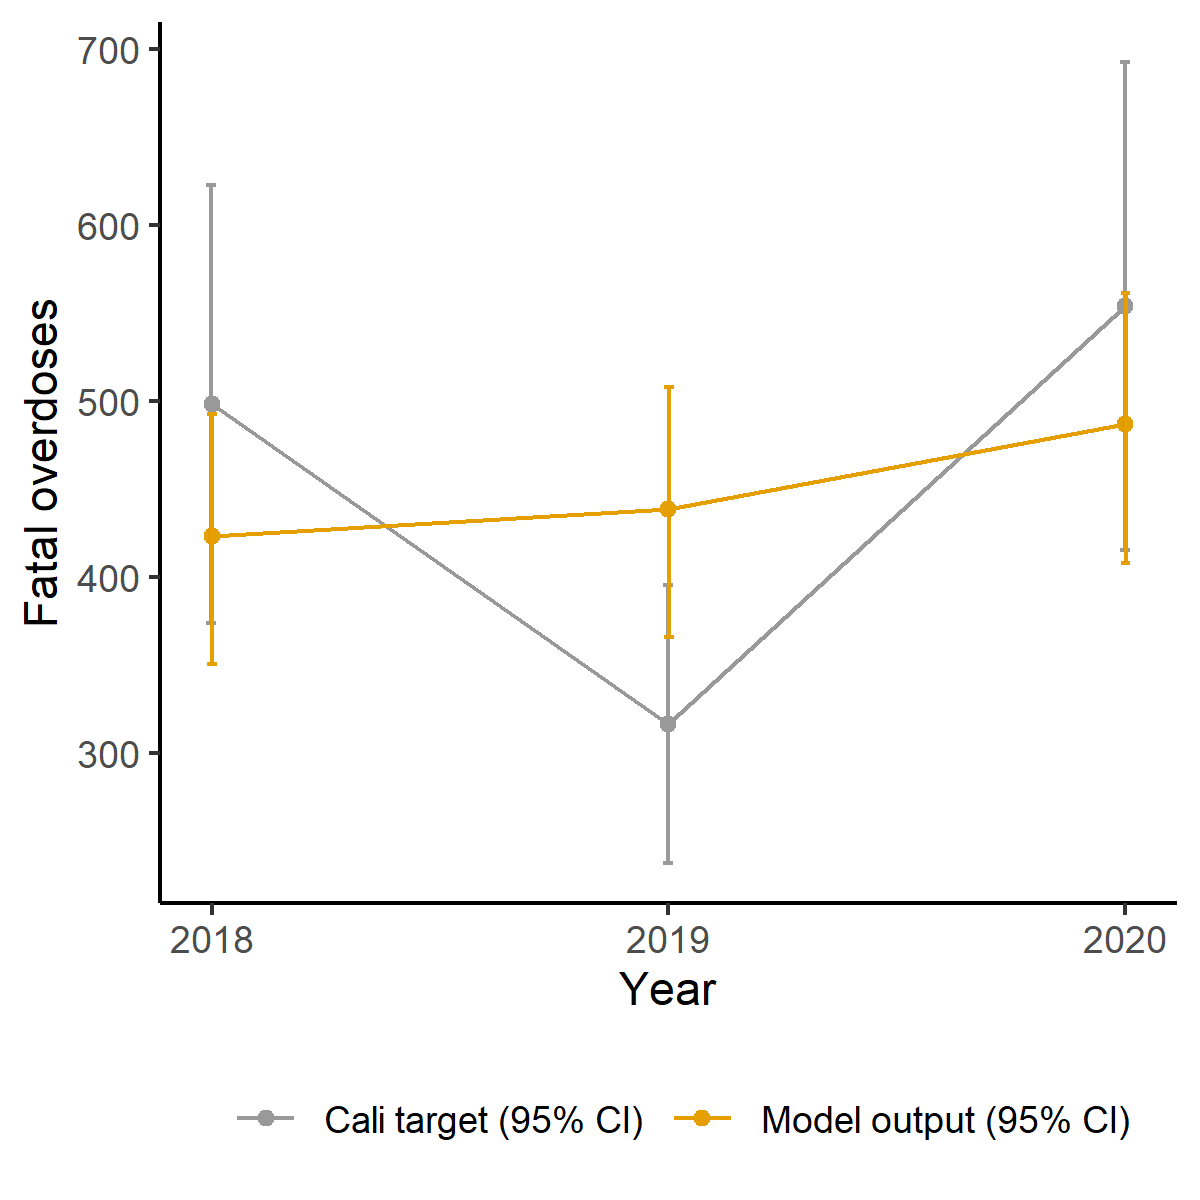 Fatal overdoses
700
600
500
400
300
2018 2019 2020
Year
Cali target (95% CI) Model output (95% CI)